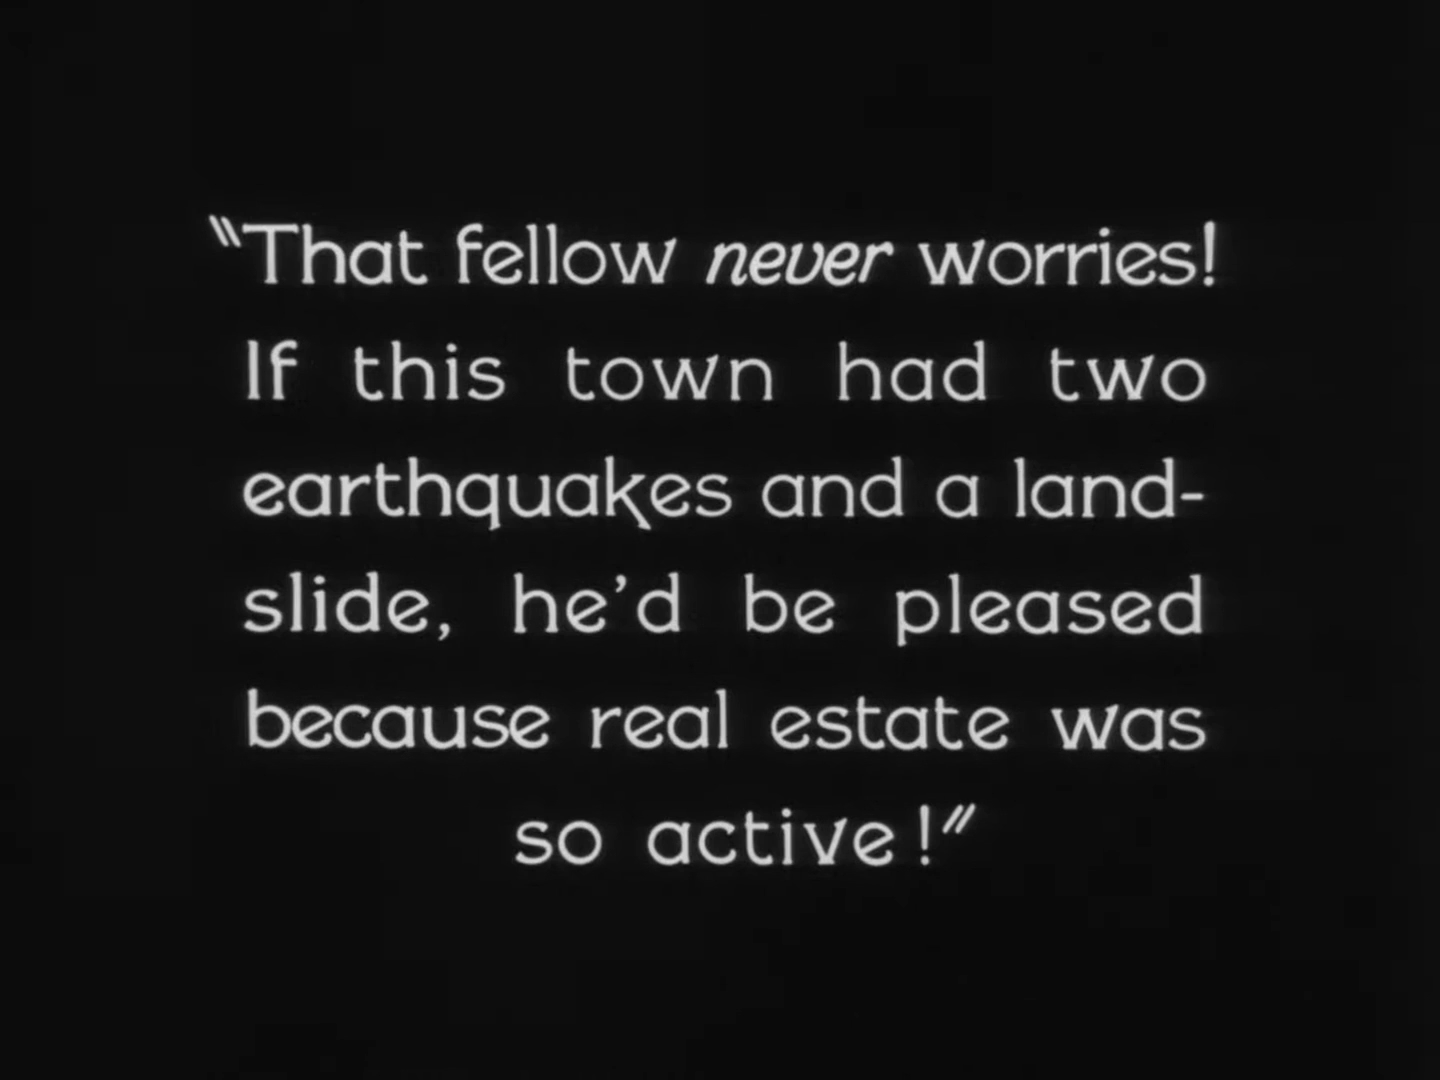 "That fellow never worries!
If this town had two
earthquakes and a land-
slide, he'd be pleased
because real estate was
so active!"